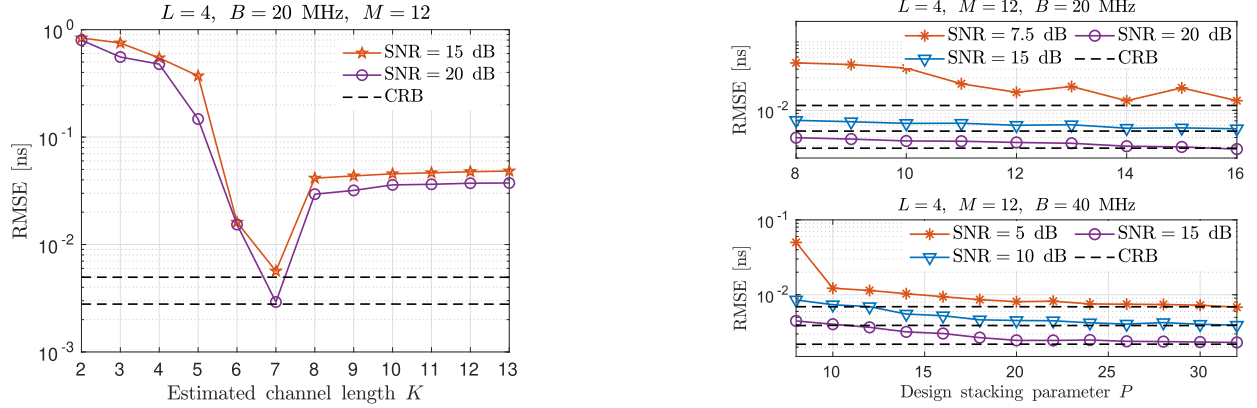 L = 4, B = 20 MHz, M = 12
RMSE [ns]
10^0
10^-1
10^-2
10^-3
SNR = 15 dB
SNR = 20 dB
CRB
2 3 4 5 6 7 8 9 10 11 12 13
Estimated channel length K
L = 4, M = 12, B = 20 MHz
RMSE [ns]
10^-2
SNR = 7.5 dB
SNR = 20 dB
SNR = 15 dB
CRB
8 10 12 14 16
L = 4, M = 12, B = 40 MHz
RMSE [ns]
10^-1
10^-2
SNR = 5 dB
SNR = 15 dB
SNR = 10 dB
CRB
10 15 20 25 30
Design stacking parameter P